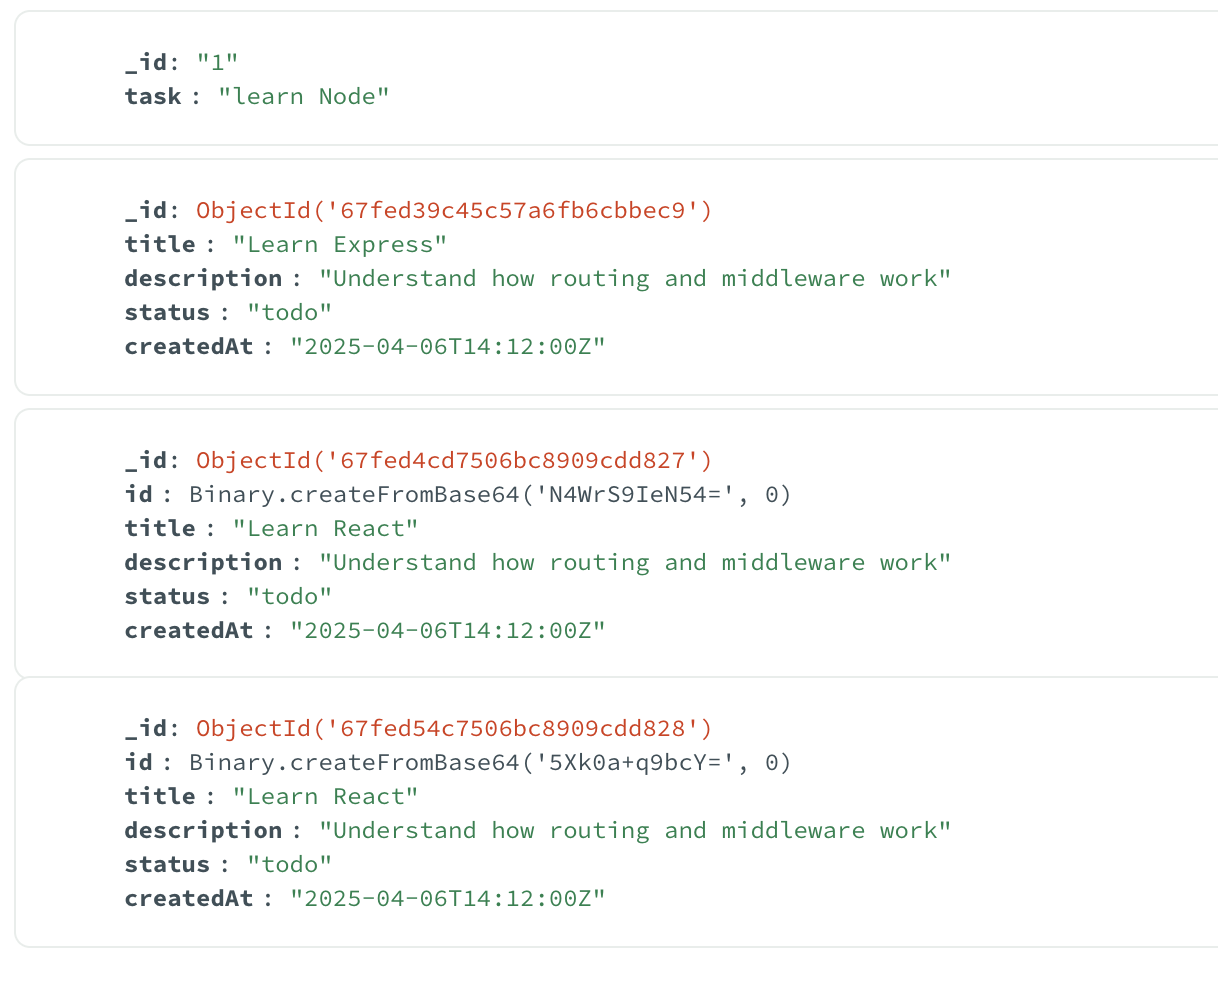 _id: "1"
task : "learn Node"
_id: ObjectId('67fed39c45c57a6fb6cbbec9')
title : "Learn Express"
description : "Understand how routing and middleware work"
status : "todo"
createdAt : "2025-04-06T14:12:00Z"
_id: ObjectId('67fed4cd7506bc8909cdd827')
id : Binary.createFromBase64('N4WrS9IeN54=', 0)
title : "Learn React"
description : "Understand how routing and middleware work"
status : "todo"
createdAt : "2025-04-06T14:12:00Z"
_id: ObjectId('67fed54c7506bc8909cdd828')
id : Binary.createFromBase64('5Xk0a+q9bcY=', 0)
title : "Learn React"
description : "Understand how routing and middleware work"
status : "todo"
createdAt : "2025-04-06T14:12:00Z"